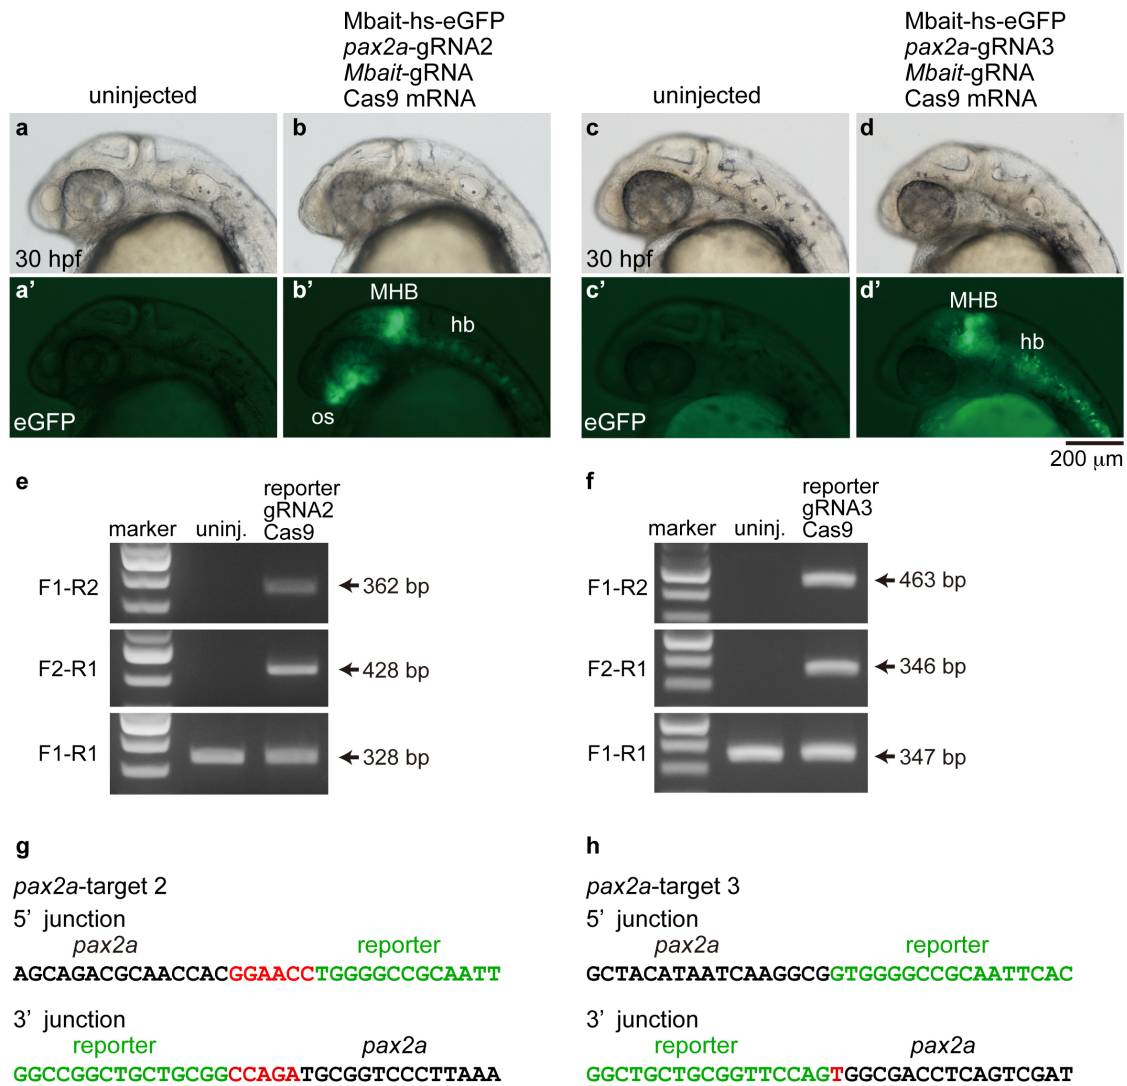 Mbait-hs-eGFP
pax2a-gRNA2
Mbait-gRNA
Cas9 mRNA
uninjected
Mbait-hs-eGFP
pax2a-gRNA3
Mbait-gRNA
Cas9 mRNA
uninjected
a
30 hpf
b
c
30 hpf
d
a’
eGFP
b’
MHB
hb
os
c’
eGFP
d’
MHB
hb
200 μm
e
marker
uninj.
reporter
gRNA2
Cas9
F1-R2
362 bp
F2-R1
428 bp
F1-R1
328 bp
f
marker
uninj.
reporter
gRNA3
Cas9
F1-R2
463 bp
F2-R1
346 bp
F1-R1
347 bp
g
pax2a-target 2
5’ junction
pax2a reporter
AGCAGACGCAACCACGGAACCTGGGGCCGCAATT
3’ junction
reporter pax2a
GGCCGGCTGCTGCGGCCAGATGCGGTCCCTTAAA
h
pax2a-target 3
5’ junction
pax2a reporter
GCTACATAATCAAGGCGGTGGGGCCGCAATTCAC
3’ junction
reporter pax2a
GGCTGCTGCGGTTCCAGTGGCGACCTCAGTCGAT